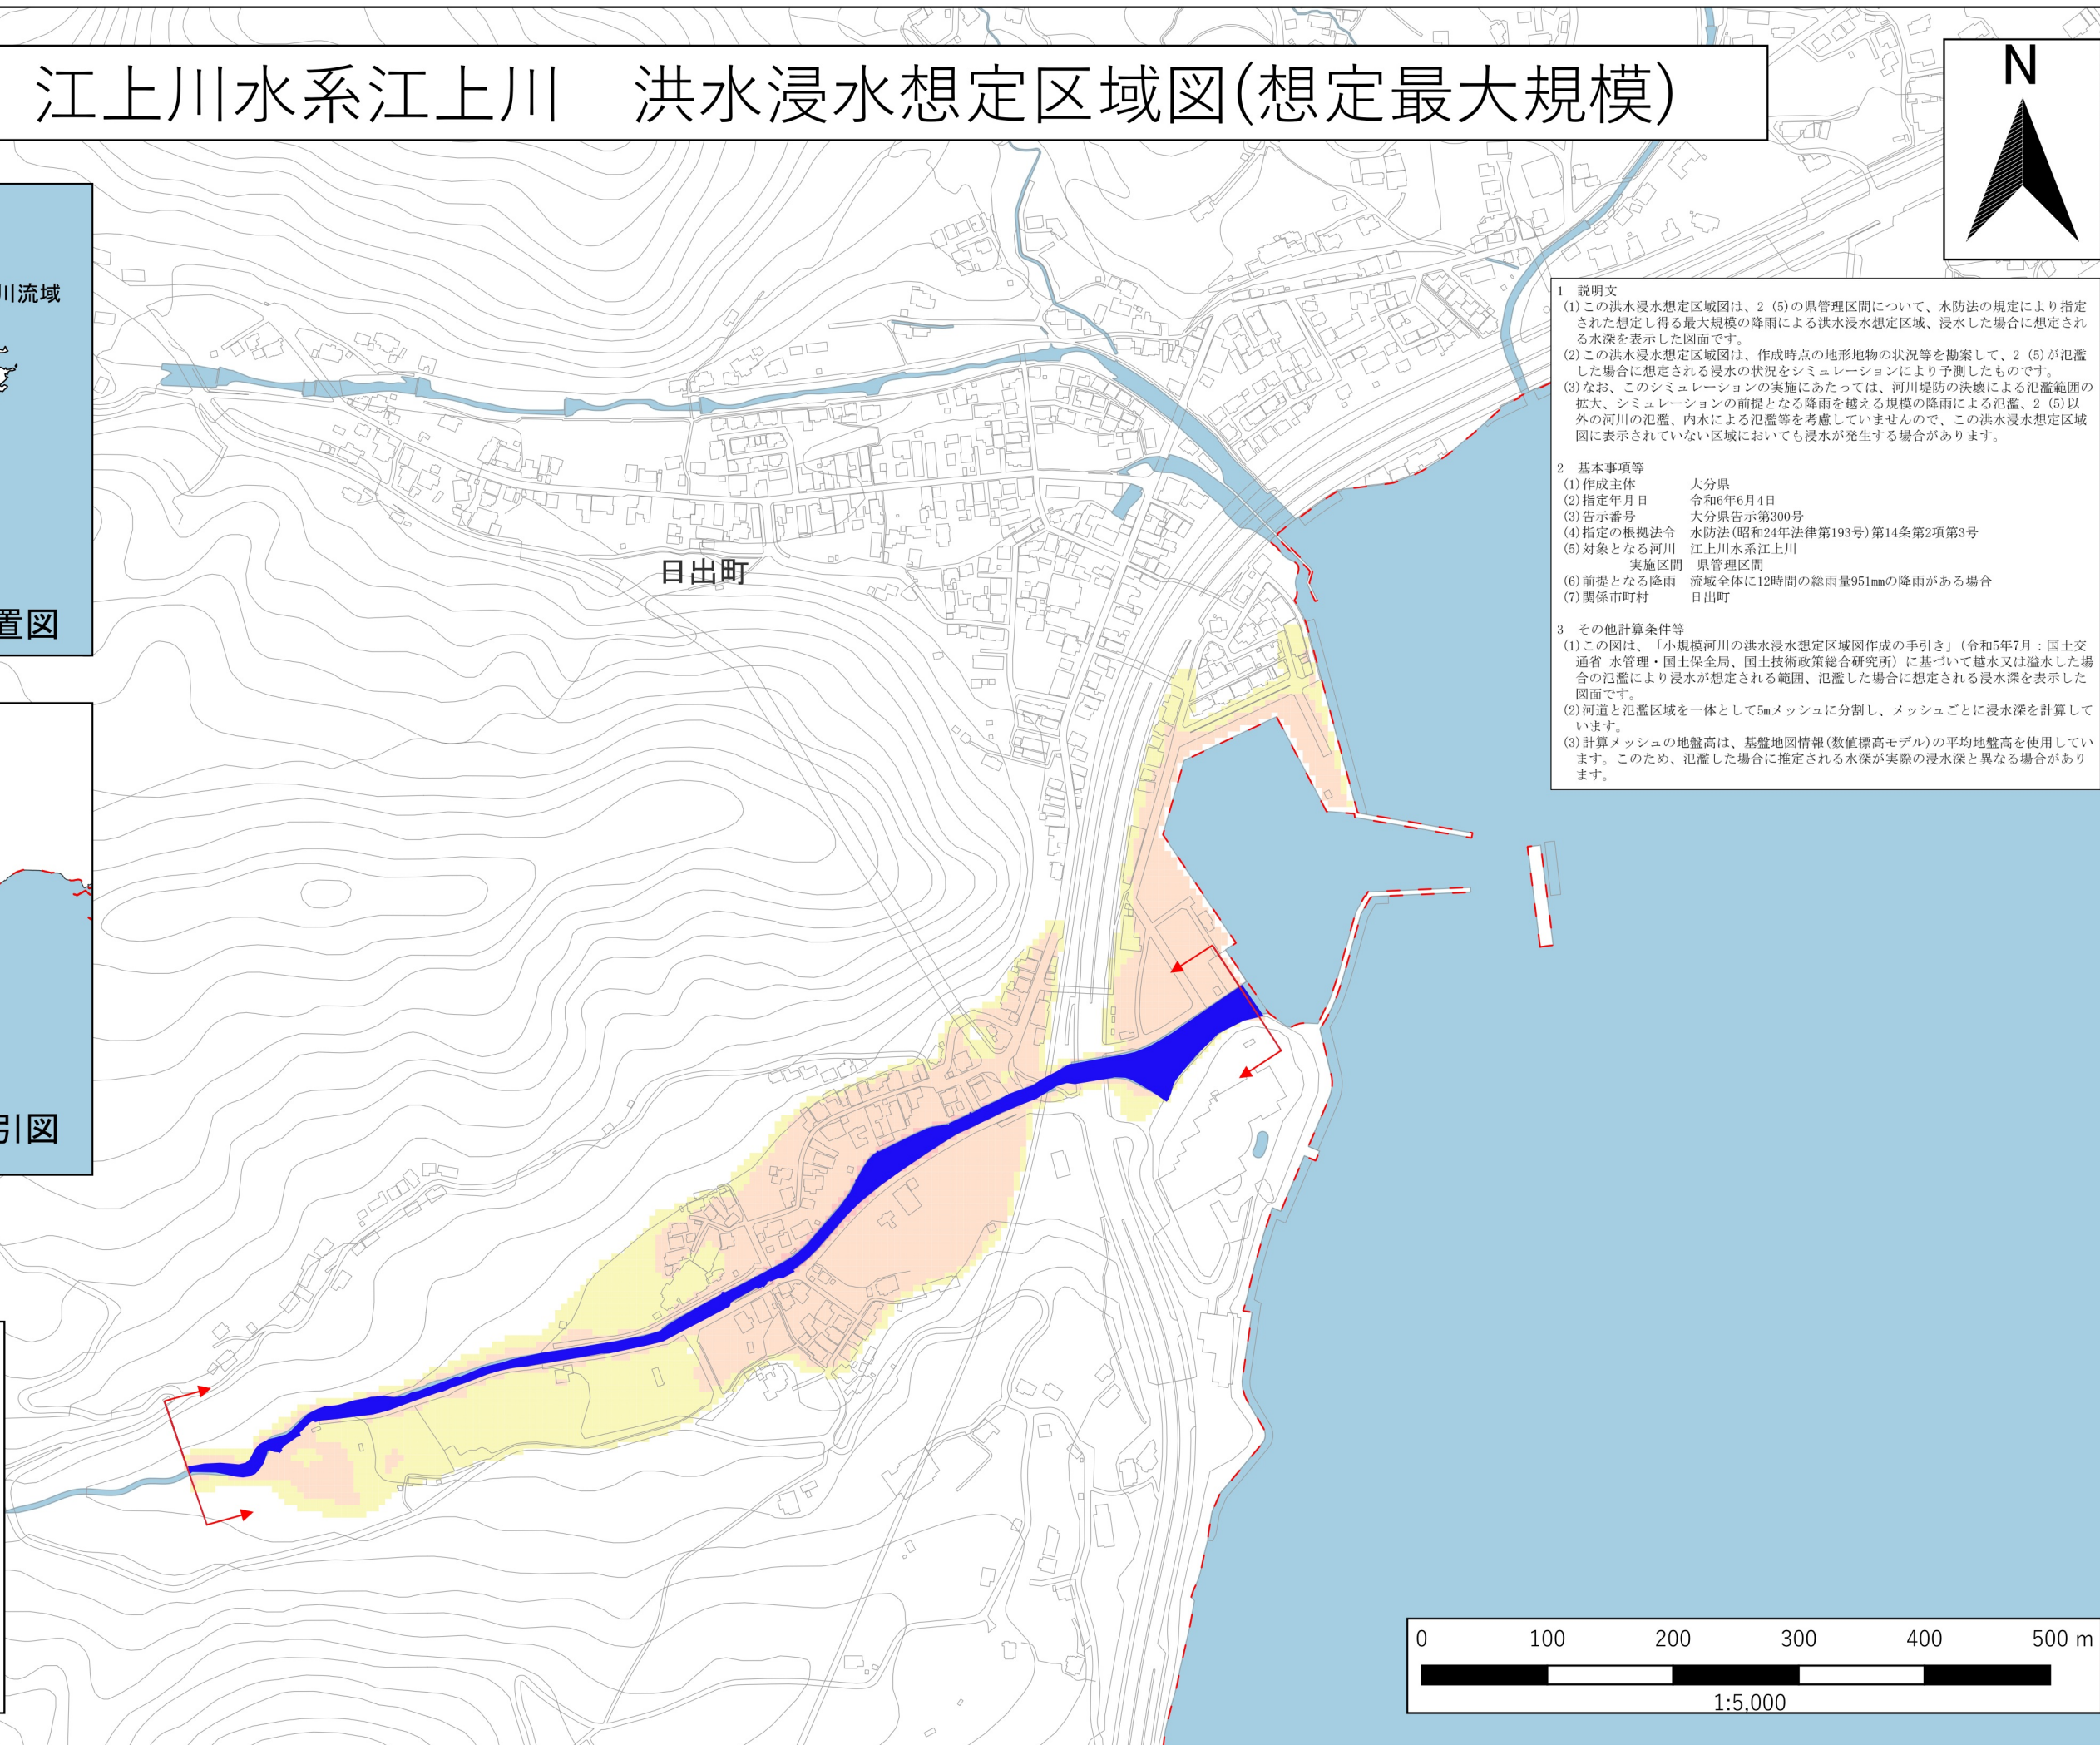 江上川水系江上川　洪水浸水想定区域図(想定最大規模)
N
川流域
置図
引図
日出町
1　説明文
(1)この洪水浸水想定区域図は、2 (5)の県管理区間について、水防法の規定により指定
された想定し得る最大規模の降雨による洪水浸水想定区域、浸水した場合に想定され
る水深を表示した図面です。
(2)この洪水浸水想定区域図は、作成時点の地形地物の状況等を勘案して、2 (5)が氾濫
した場合に想定される浸水の状況をシミュレーションにより予測したものです。
(3)なお、このシミュレーションの実施にあたっては、河川堤防の決壊による氾濫範囲の
拡大、シミュレーションの前提となる降雨を越える規模の降雨による氾濫、2 (5)以
外の河川の氾濫、内水による氾濫等を考慮していませんので、この洪水浸水想定区域
図に表示されていない区域においても浸水が発生する場合があります。
2　基本事項等
(1)作成主体　大分県
(2)指定年月日　令和6年6月4日
(3)告示番号　大分県告示第300号
(4)指定の根拠法令　水防法(昭和24年法律第193号)第14条第2項第3号
(5)対象となる河川　江上川水系江上川
実施区間　県管理区間
(6)前提となる降雨　流域全体に12時間の総雨量951mmの降雨がある場合
(7)関係市町村　日出町
3　その他計算条件等
(1)この図は、「小規模河川の洪水浸水想定区域図作成の手引き」(令和5年7月：国土交
通省 水管理・国土保全局、国土技術政策総合研究所) に基づいて越水又は溢水した場
合の氾濫により浸水が想定される範囲、氾濫した場合に想定される浸水深を表示した
図面です。
(2)河道と氾濫区域を一体として5mメッシュに分割し、メッシュごとに浸水深を計算して
います。
(3)計算メッシュの地盤高は、基盤地図情報(数値標高モデル)の平均地盤高を使用してい
ます。このため、氾濫した場合に推定される水深が実際の浸水深と異なる場合があり
ます。
0 100 200 300 400 500 m
1:5,000